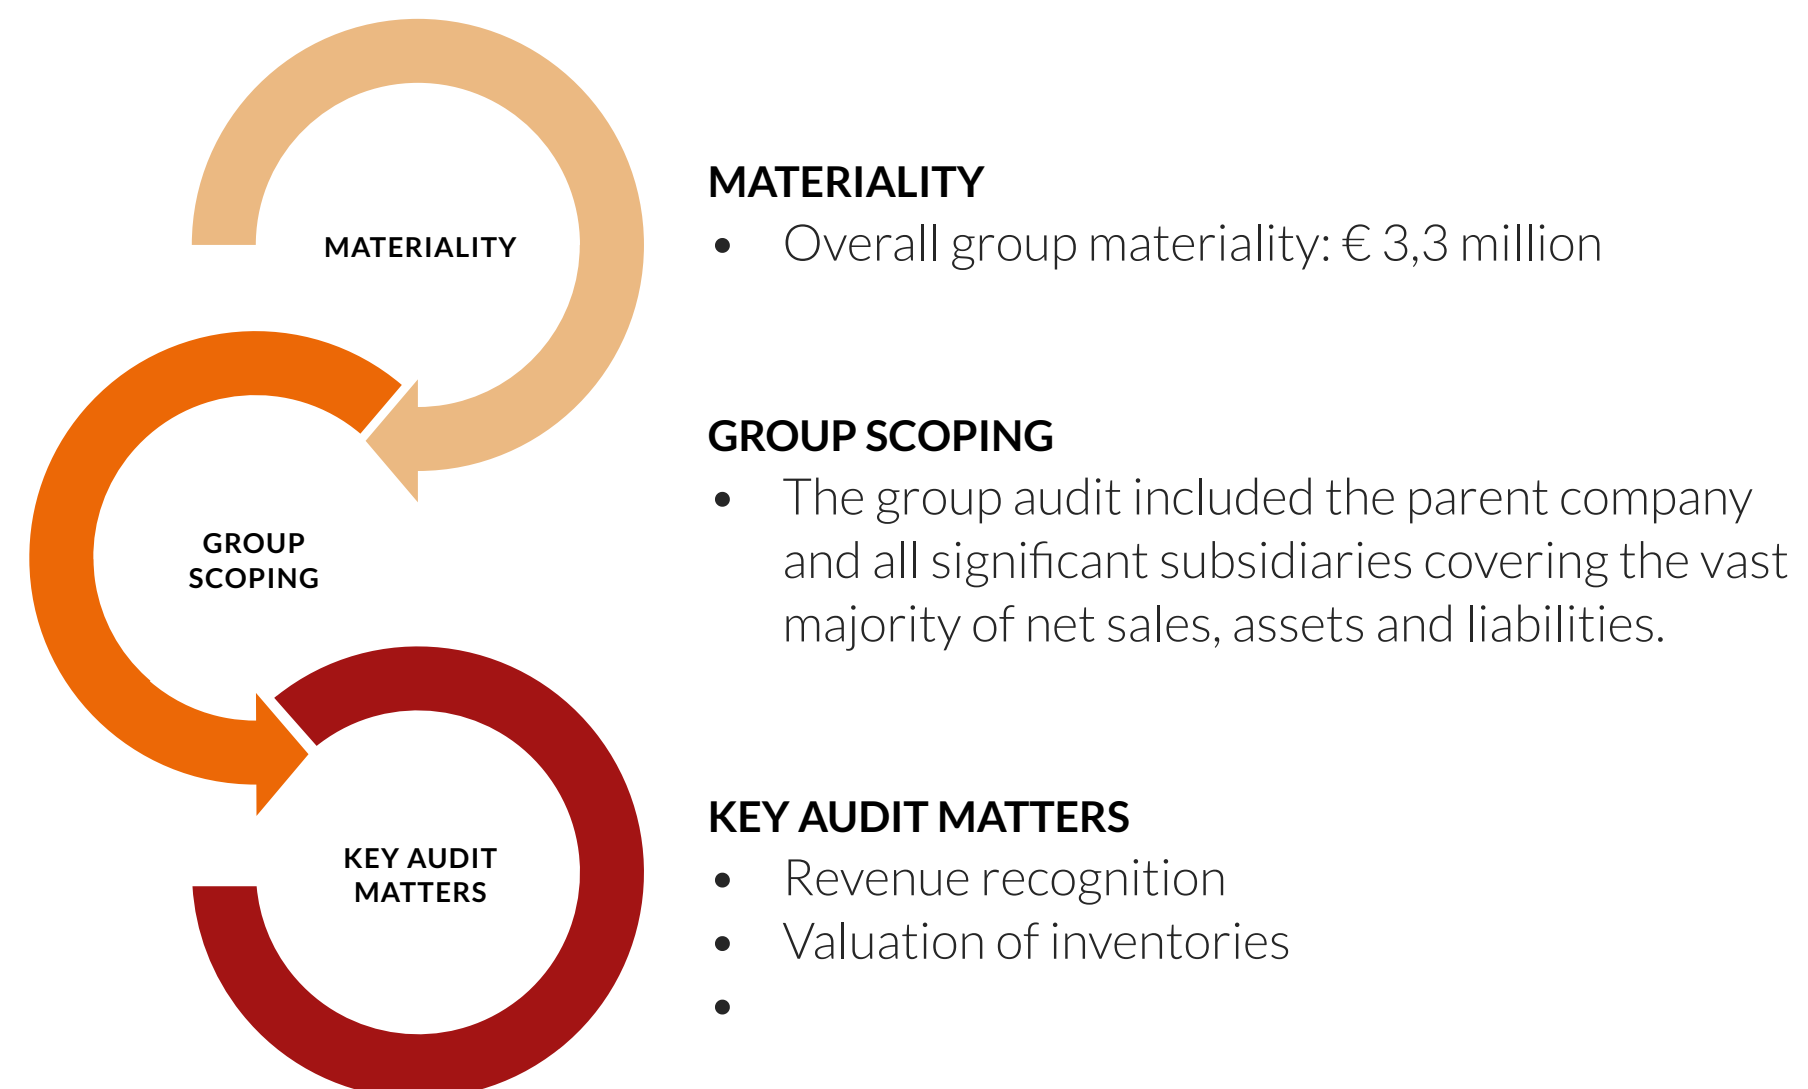 MATERIALITY
MATERIALITY
• Overall group materiality: € 3,3 million
GROUP
SCOPING
GROUP SCOPING
• The group audit included the parent company
and all significant subsidiaries covering the vast
majority of net sales, assets and liabilities.
KEY AUDIT
MATTERS
KEY AUDIT MATTERS
• Revenue recognition
• Valuation of inventories
•